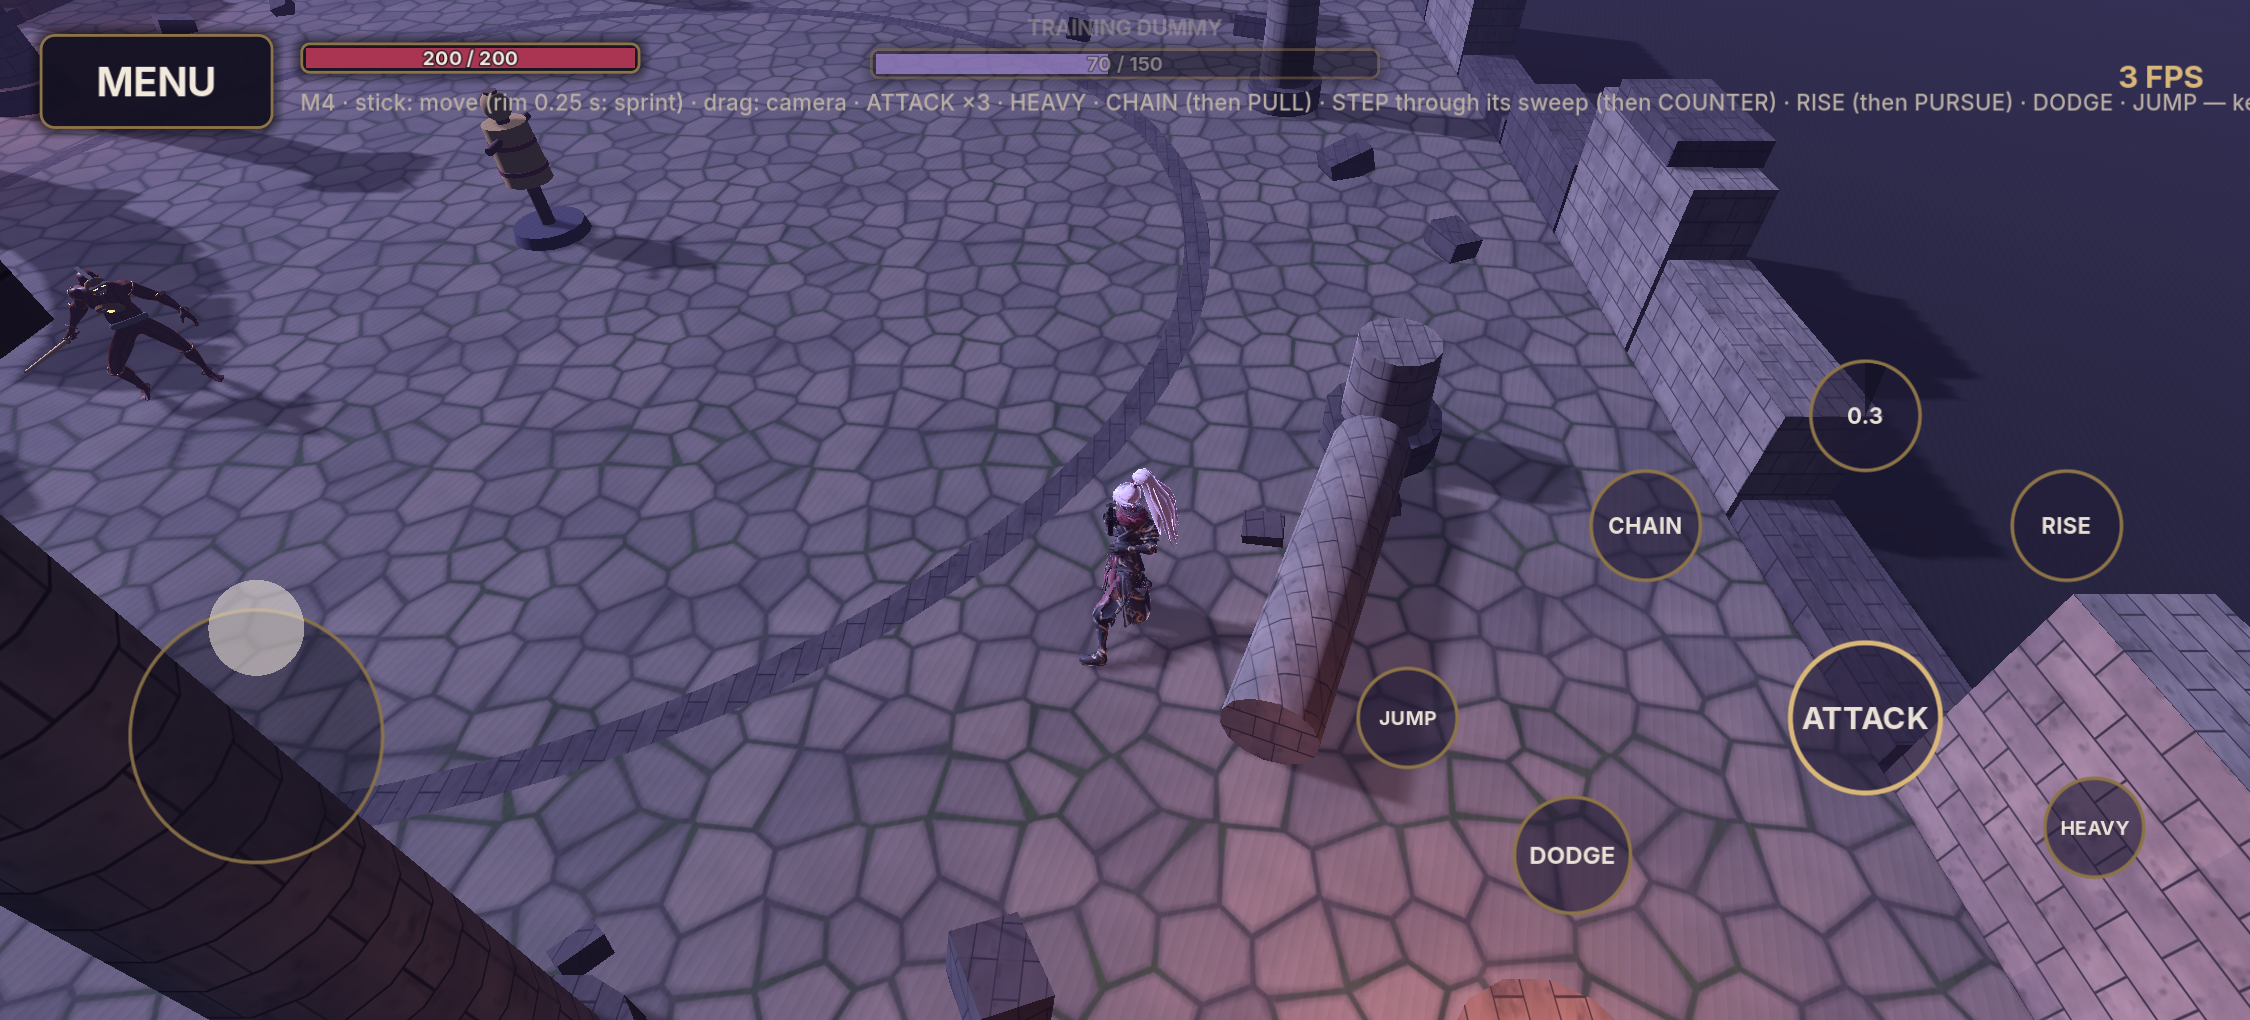 TRAINING DUMMY
MENU
200 / 200
70 / 150
3 FPS
M4 · stick: move (rim 0.25 s: sprint) · drag: camera · ATTACK ×3 · HEAVY · CHAIN (then PULL) · STEP through its sweep (then COUNTER) · RISE (then PURSUE) · DODGE · JUMP —
0.3
CHAIN
RISE
JUMP
ATTACK
HEAVY
DODGE